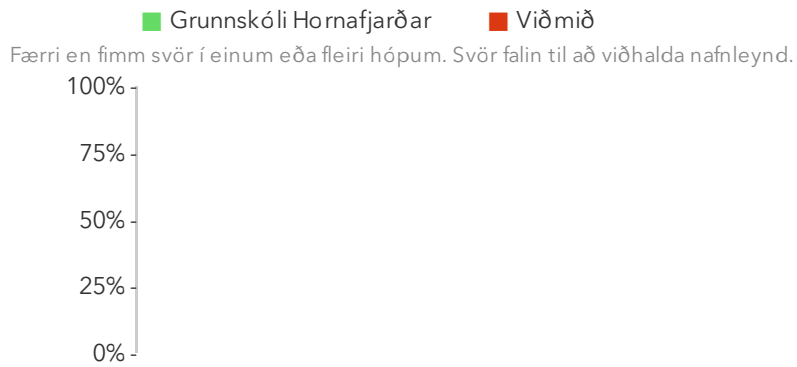 Grunnskóli Hornafjarðar Viðmið
Færri en fimm svör í einum eða fleiri hópum. Svör falin til að viðhalda nafnleynd.
100%
75%
50%
25%
0%